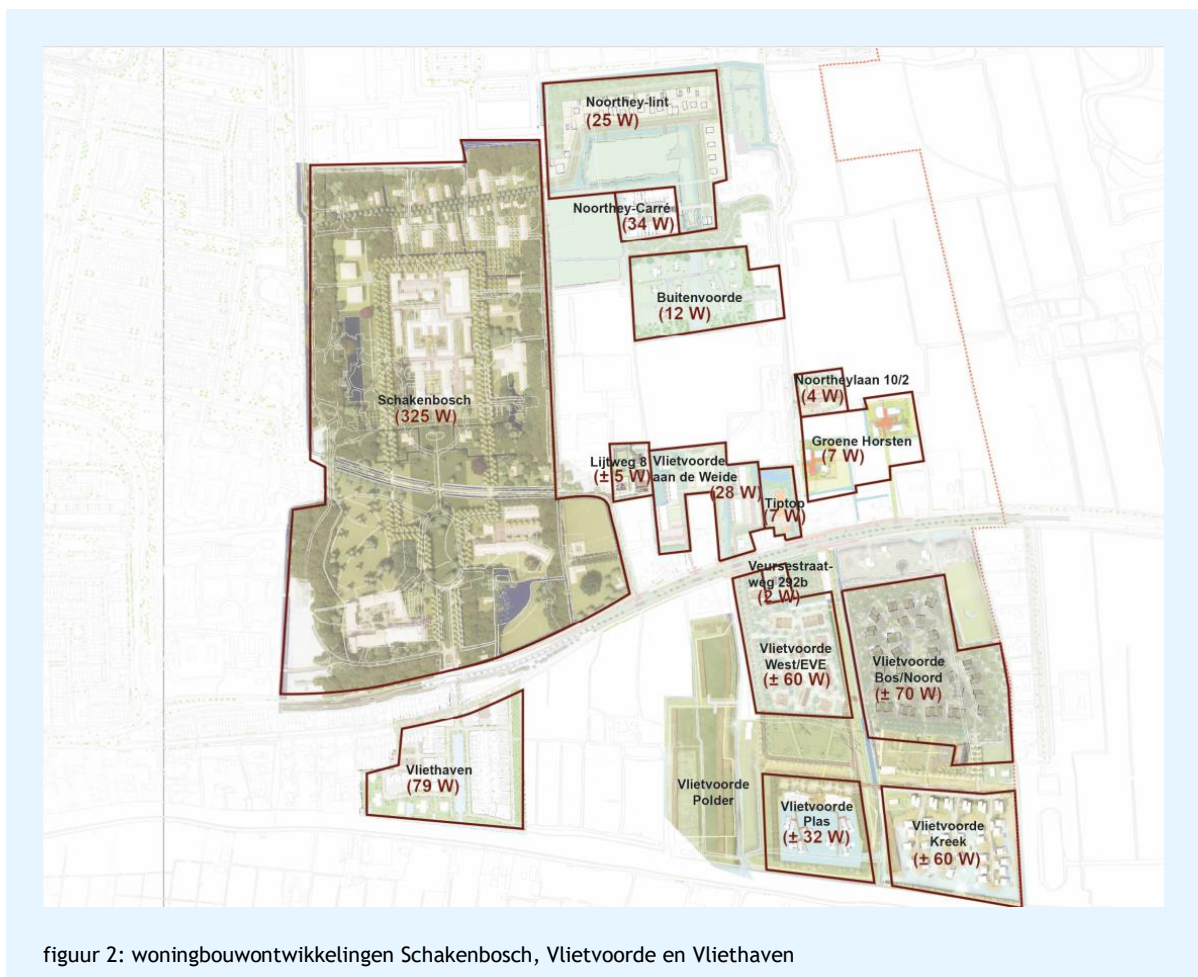 Noorthey-lint
(25 W)
Noorthey-Carré
(34 W)
Buitenvoorde
(12 W)
Schakenbosch
(325 W)
Noortheylaan 10/2
(4 W)
Groene Horsten
(7 W)
Lijtweg 8
(± 5 W)
Vlietvoorde
aan de Weide
(28 W)
Tiptop
(7 W)
Veursestraat-
weg 292b
(2 W)
Vlietvoorde
West/EVE
(± 60 W)
Vlietvoorde
Bos/Noord
(± 70 W)
Vliethaven
(79 W)
Vlietvoorde
Polder
Vlietvoorde
Plas
(± 32 W)
Vlietvoorde
Kreek
(± 60 W)
figuur 2: woningbouwontwikkelingen Schakenbosch, Vlietvoorde en Vliethaven